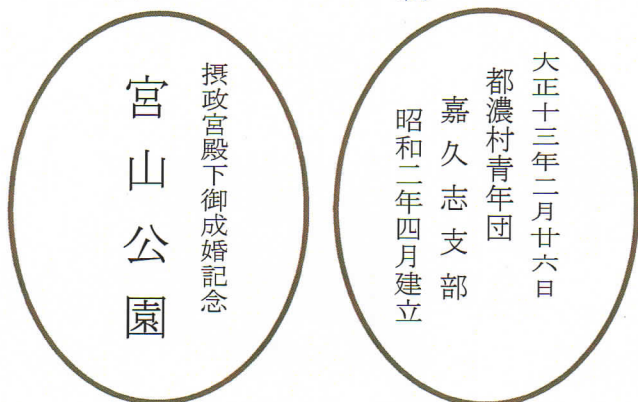 大正十三年二月廿六日
都濃村青年団
嘉久志支部
昭和二年四月建立
摂政宮殿下御成婚記念
宮山公園